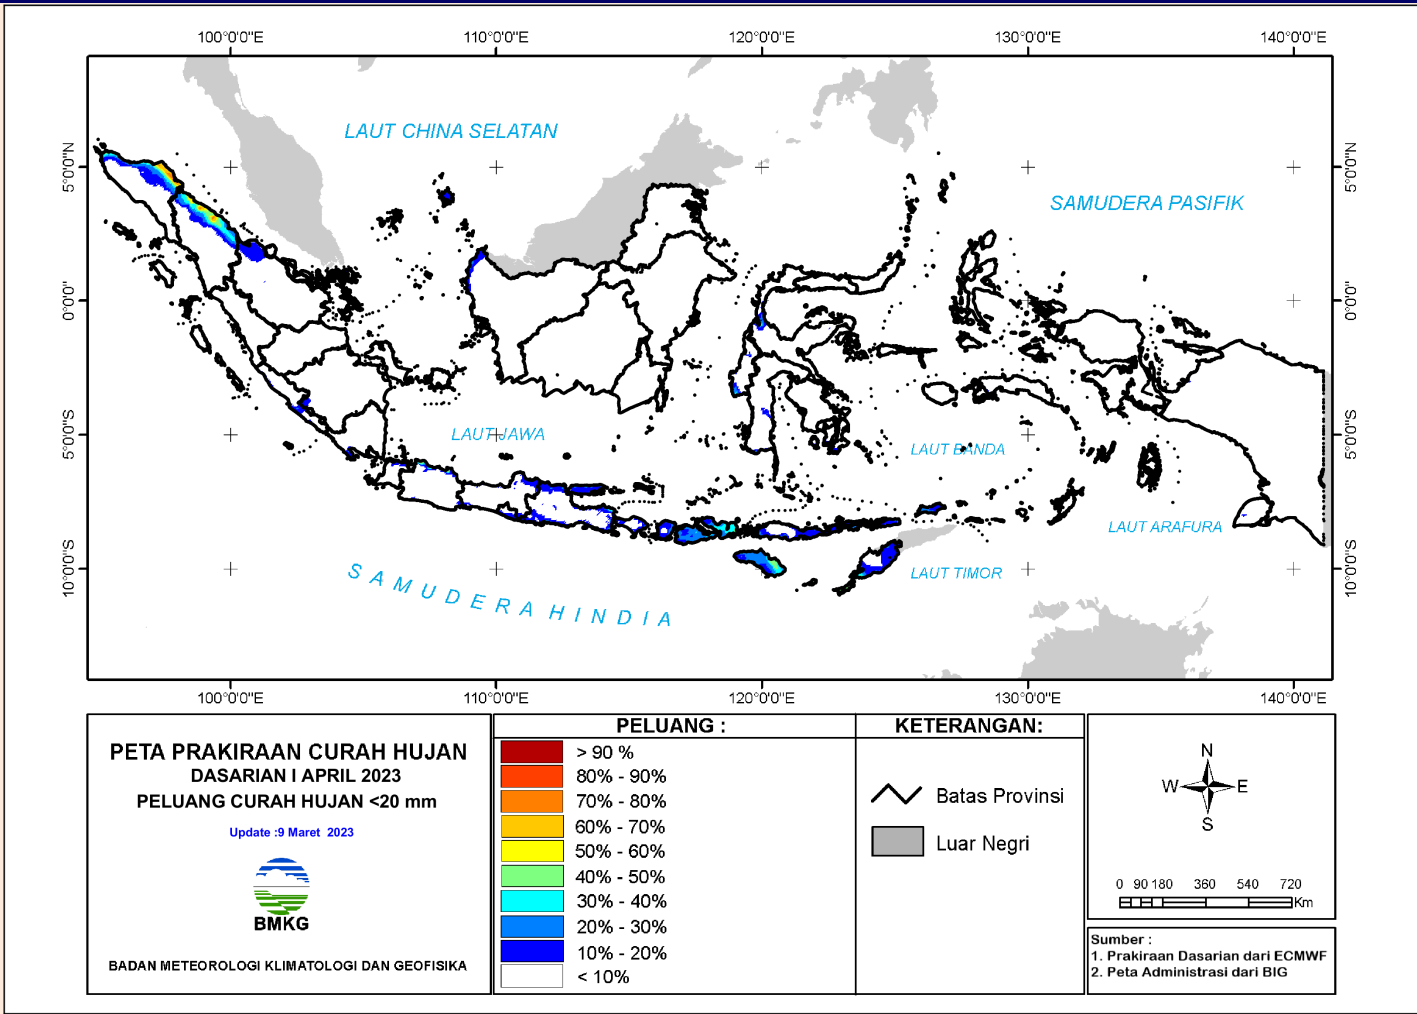 100°0'0"E 110°0'0"E 120°0'0"E 130°0'0"E 140°0'0"E
LAUT CHINA SELATAN
SAMUDERA PASIFIK
5°0'0"N 5°0'0"N
0°0'0" 0°0'0"
5°0'0"S 5°0'0"S
10°0'0"S 10°0'0"S
LAUT JAWA
LAUT BANDA
LAUT ARAFURA
LAUT TIMOR
SAMUDERA HINDIA
100°0'0"E 110°0'0"E 120°0'0"E 130°0'0"E 140°0'0"E
PETA PRAKIRAAN CURAH HUJAN
DASARIAN I APRIL 2023
PELUANG CURAH HUJAN <20 mm
Update :9 Maret 2023
BMKG
BADAN METEOROLOGI KLIMATOLOGI DAN GEOFISIKA
PELUANG :
> 90 %
80% - 90%
70% - 80%
60% - 70%
50% - 60%
40% - 50%
30% - 40%
20% - 30%
10% - 20%
< 10%
KETERANGAN:
Batas Provinsi
Luar Negri
N
W E
S
0 90 180 360 540 720
Km
Sumber :
1. Prakiraan Dasarian dari ECMWF
2. Peta Administrasi dari BIG